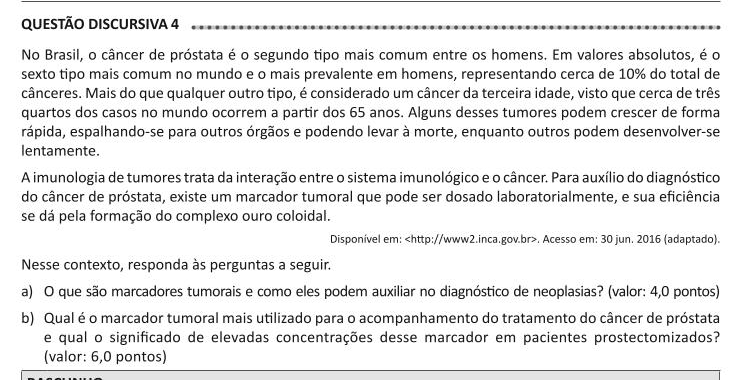 QUESTÃO DISCURSIVA 4
No Brasil, o câncer de próstata é o segundo tipo mais comum entre os homens. Em valores absolutos, é o
sexto tipo mais comum no mundo e o mais prevalente em homens, representando cerca de 10% do total de
cânceres. Mais do que qualquer outro tipo, é considerado um câncer da terceira idade, visto que cerca de três
quartos dos casos no mundo ocorrem a partir dos 65 anos. Alguns desses tumores podem crescer de forma
rápida, espalhando-se para outros órgãos e podendo levar à morte, enquanto outros podem desenvolver-se
lentamente.
A imunologia de tumores trata da interação entre o sistema imunológico e o câncer. Para auxílio do diagnóstico
do câncer de próstata, existe um marcador tumoral que pode ser dosado laboratorialmente, e sua eficiência
se dá pela formação do complexo ouro coloidal.
Disponível em: <http://www2.inca.gov.br>. Acesso em: 30 jun. 2016 (adaptado).
Nesse contexto, responda às perguntas a seguir.
a) O que são marcadores tumorais e como eles podem auxiliar no diagnóstico de neoplasias? (valor: 4,0 pontos)
b) Qual é o marcador tumoral mais utilizado para o acompanhamento do tratamento do câncer de próstata
e qual o significado de elevadas concentrações desse marcador em pacientes prostectomizados?
(valor: 6,0 pontos)